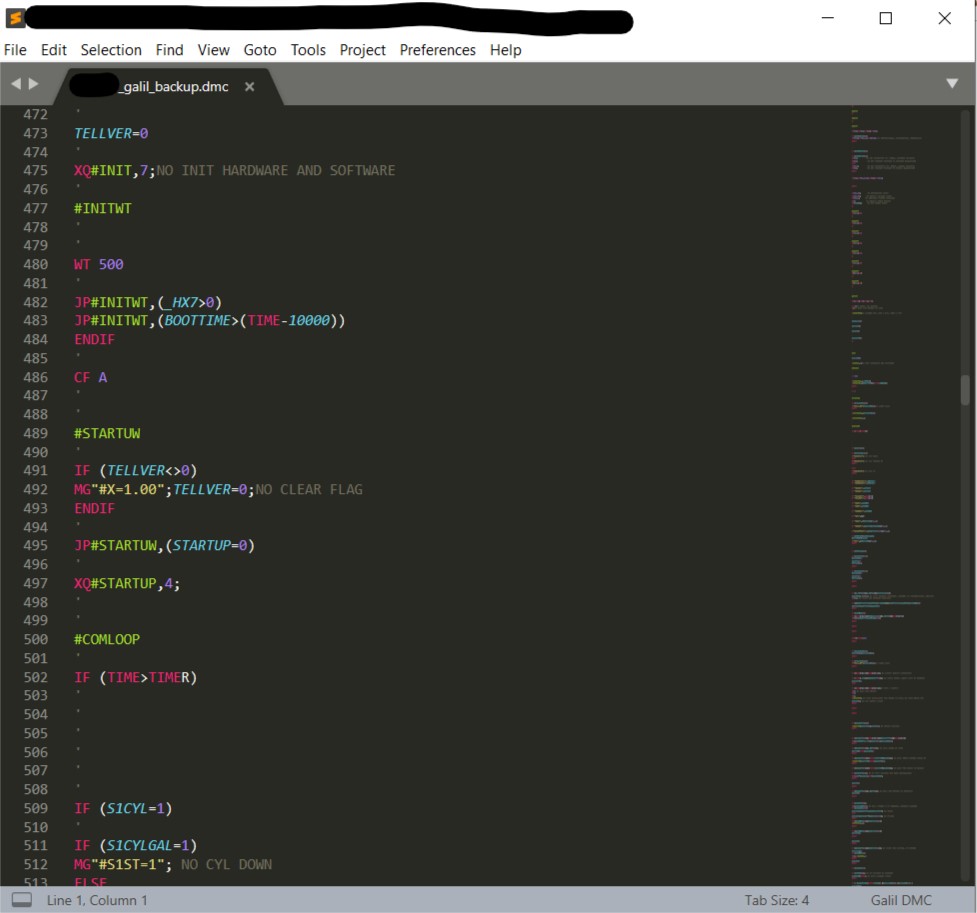 File Edit Selection Find View Goto Tools Project Preferences Help
_galil_backup.dmc
472 '
473 TELLVER=0
474 '
475 XQ#INIT,7;NO INIT HARDWARE AND SOFTWARE
476 '
477 #INITWT
478 '
479 '
480 WT 500
481 '
482 JP#INITWT,(_HX7>0)
483 JP#INITWT,(BOOTTIME>(TIME-10000))
484 ENDIF
485 '
486 CF A
487 '
488 '
489 #STARTUW
490 '
491 IF (TELLVER<>0)
492 MG"#X=1.00";TELLVER=0;NO CLEAR FLAG
493 ENDIF
494 '
495 JP#STARTUW,(STARTUP=0)
496 '
497 XQ#STARTUP,4;
498 '
499 '
500 #COMLOOP
501 '
502 IF (TIME>TIMER)
503 '
504 '
505 '
506 '
507 '
508 '
509 IF (S1CYL=1)
510 '
511 IF (S1CYLGAL=1)
512 MG"#S1ST=1"; NO CYL DOWN
513 ELSE
Line 1, Column 1
Tab Size: 4
Galil DMC